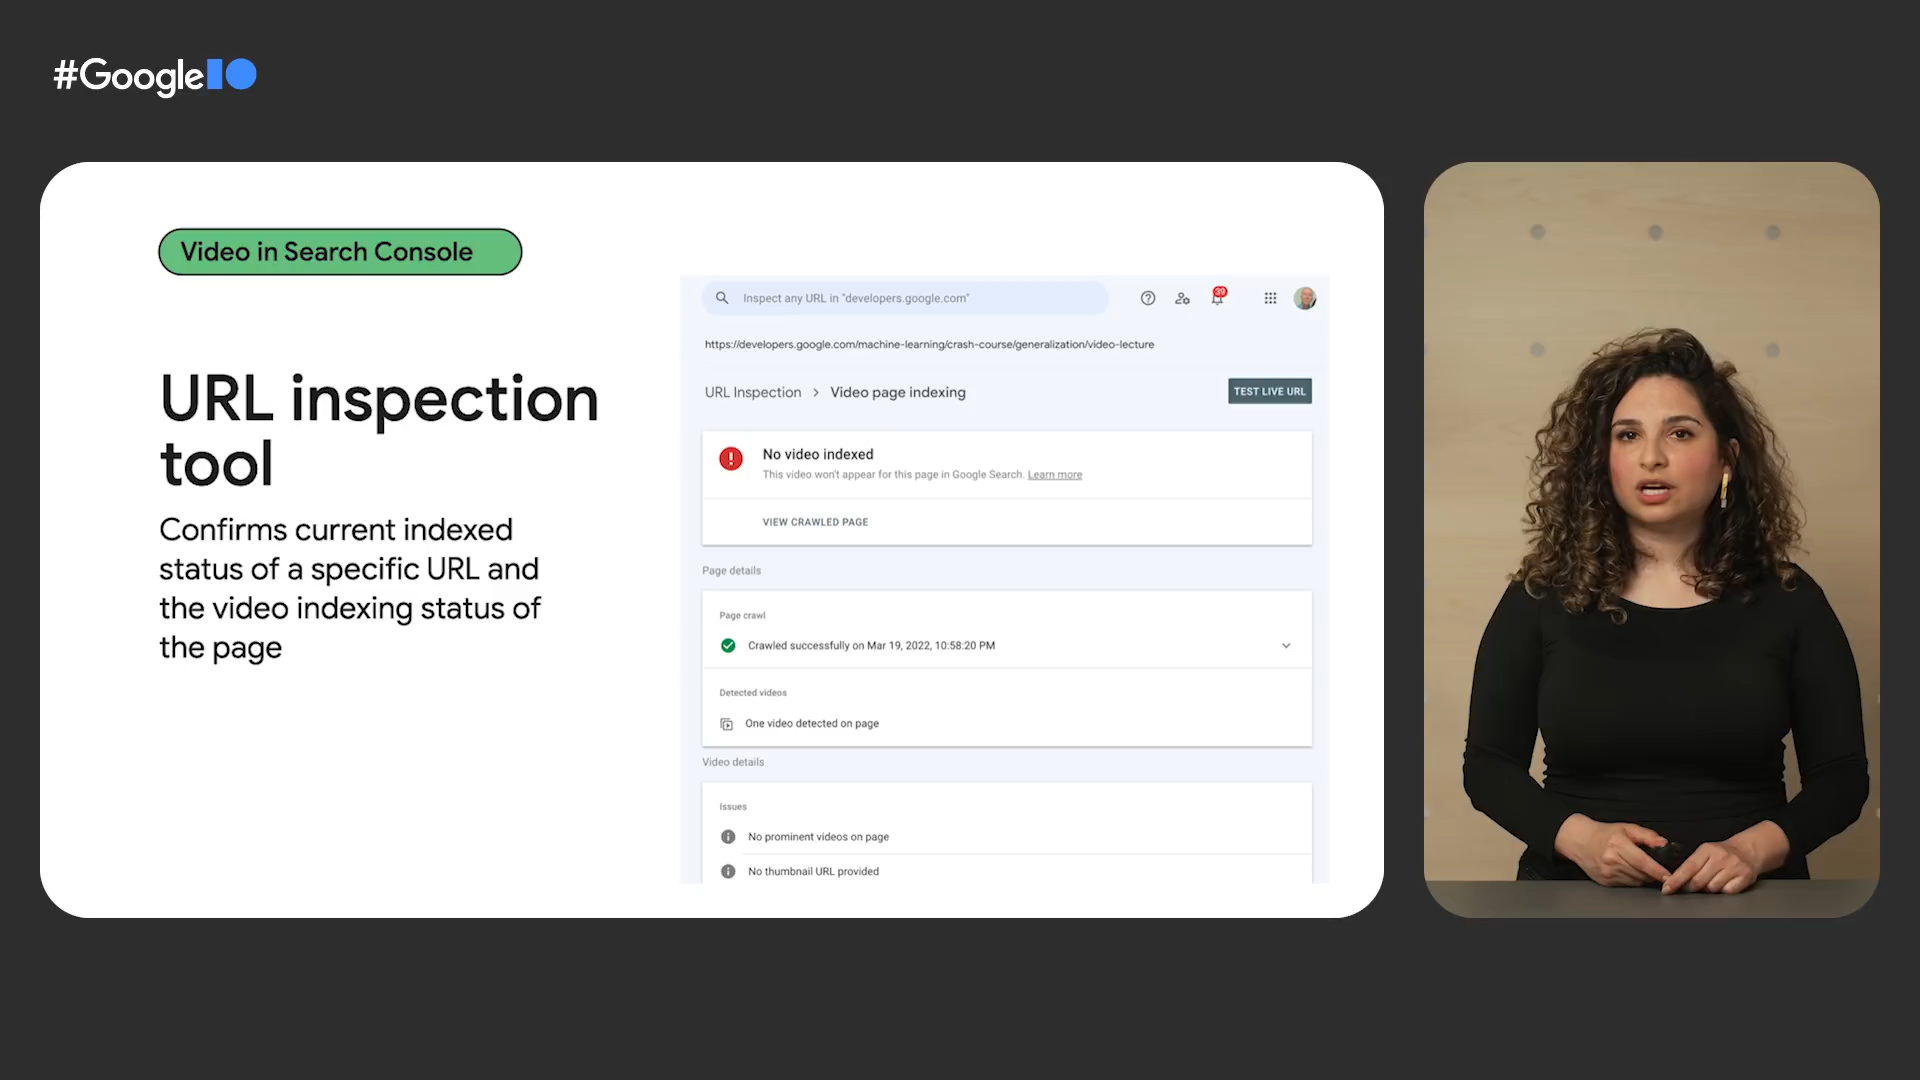 #GoogleIO
Video in Search Console
URL inspection
tool
Confirms current indexed
status of a specific URL and
the video indexing status of
the page
Inspect any URL in "developers.google.com"
39
https://developers.google.com/machine-learning/crash-course/generalization/video-lecture
URL Inspection > Video page indexing
TEST LIVE URL
No video indexed
This video won't appear for this page in Google Search. Learn more
VIEW CRAWLED PAGE
Page details
Page crawl
Crawled successfully on Mar 19, 2022, 10:58:20 PM
Detected videos
One video detected on page
Video details
Issues
No prominent videos on page
No thumbnail URL provided